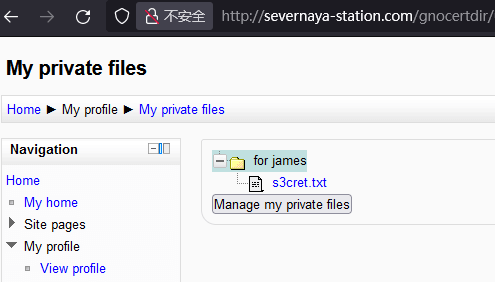 不安全 http://severnaya-station.com/gnocertdir/
My private files
Home ► My profile ► My private files
Navigation
for james
s3cret.txt
Manage my private files
Home
My home
Site pages
My profile
View profile